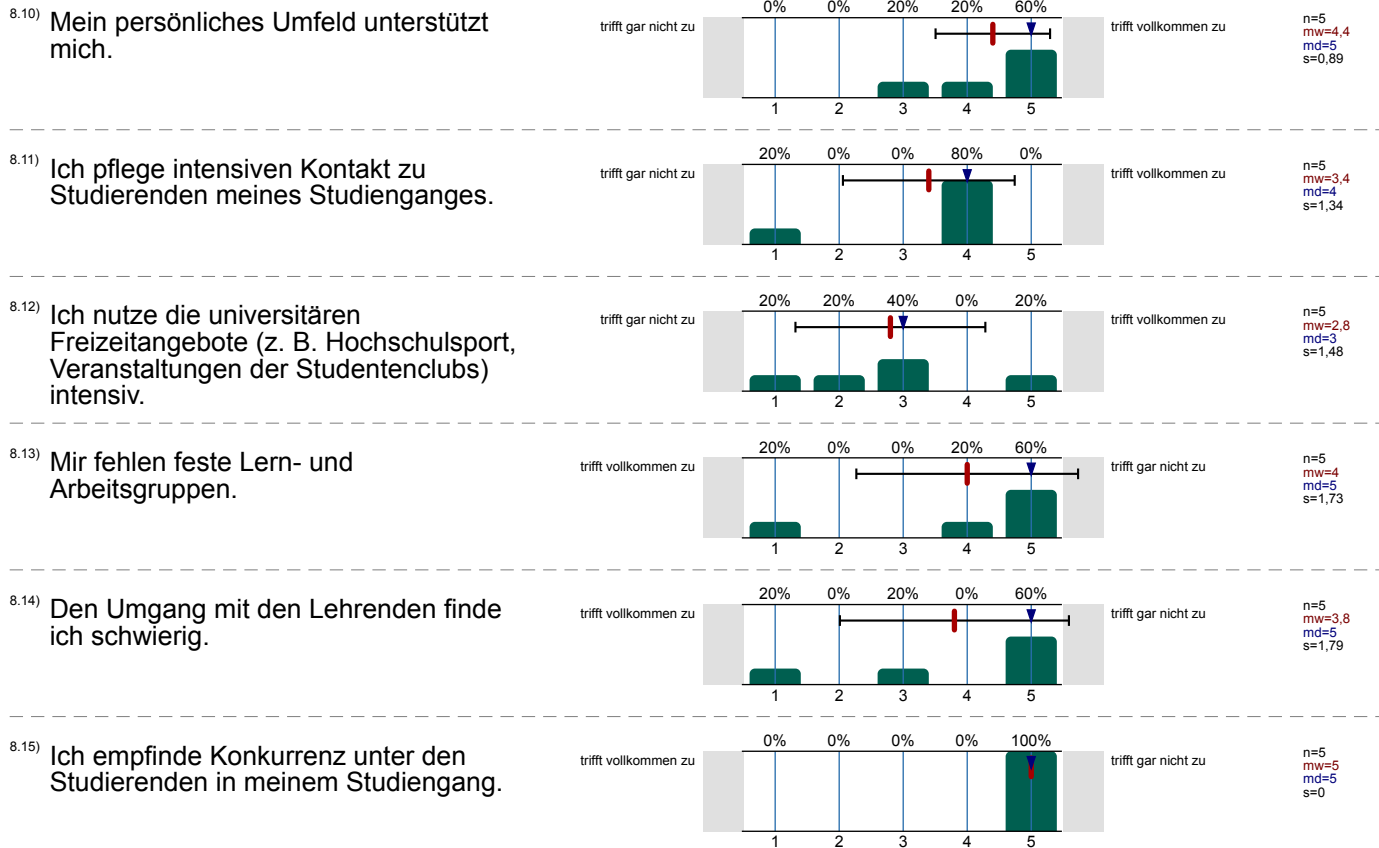 8.10) Mein persönliches Umfeld unterstützt
mich.
trifft gar nicht zu
0% 0% 20% 20% 60%
1 2 3 4 5
trifft vollkommen zu
n=5
mw=4,4
md=5
s=0,89
8.11) Ich pflege intensiven Kontakt zu
Studierenden meines Studienganges.
trifft gar nicht zu
20% 0% 0% 80% 0%
1 2 3 4 5
trifft vollkommen zu
n=5
mw=3,4
md=4
s=1,34
8.12) Ich nutze die universitären
Freizeitangebote (z. B. Hochschulsport,
Veranstaltungen der Studentenclubs)
intensiv.
trifft gar nicht zu
20% 20% 40% 0% 20%
1 2 3 4 5
trifft vollkommen zu
n=5
mw=2,8
md=3
s=1,48
8.13) Mir fehlen feste Lern- und
Arbeitsgruppen.
trifft vollkommen zu
20% 0% 0% 20% 60%
1 2 3 4 5
trifft gar nicht zu
n=5
mw=4
md=5
s=1,73
8.14) Den Umgang mit den Lehrenden finde
ich schwierig.
trifft vollkommen zu
20% 0% 20% 0% 60%
1 2 3 4 5
trifft gar nicht zu
n=5
mw=3,8
md=5
s=1,79
8.15) Ich empfinde Konkurrenz unter den
Studierenden in meinem Studiengang.
trifft vollkommen zu
0% 0% 0% 0% 100%
1 2 3 4 5
trifft gar nicht zu
n=5
mw=5
md=5
s=0